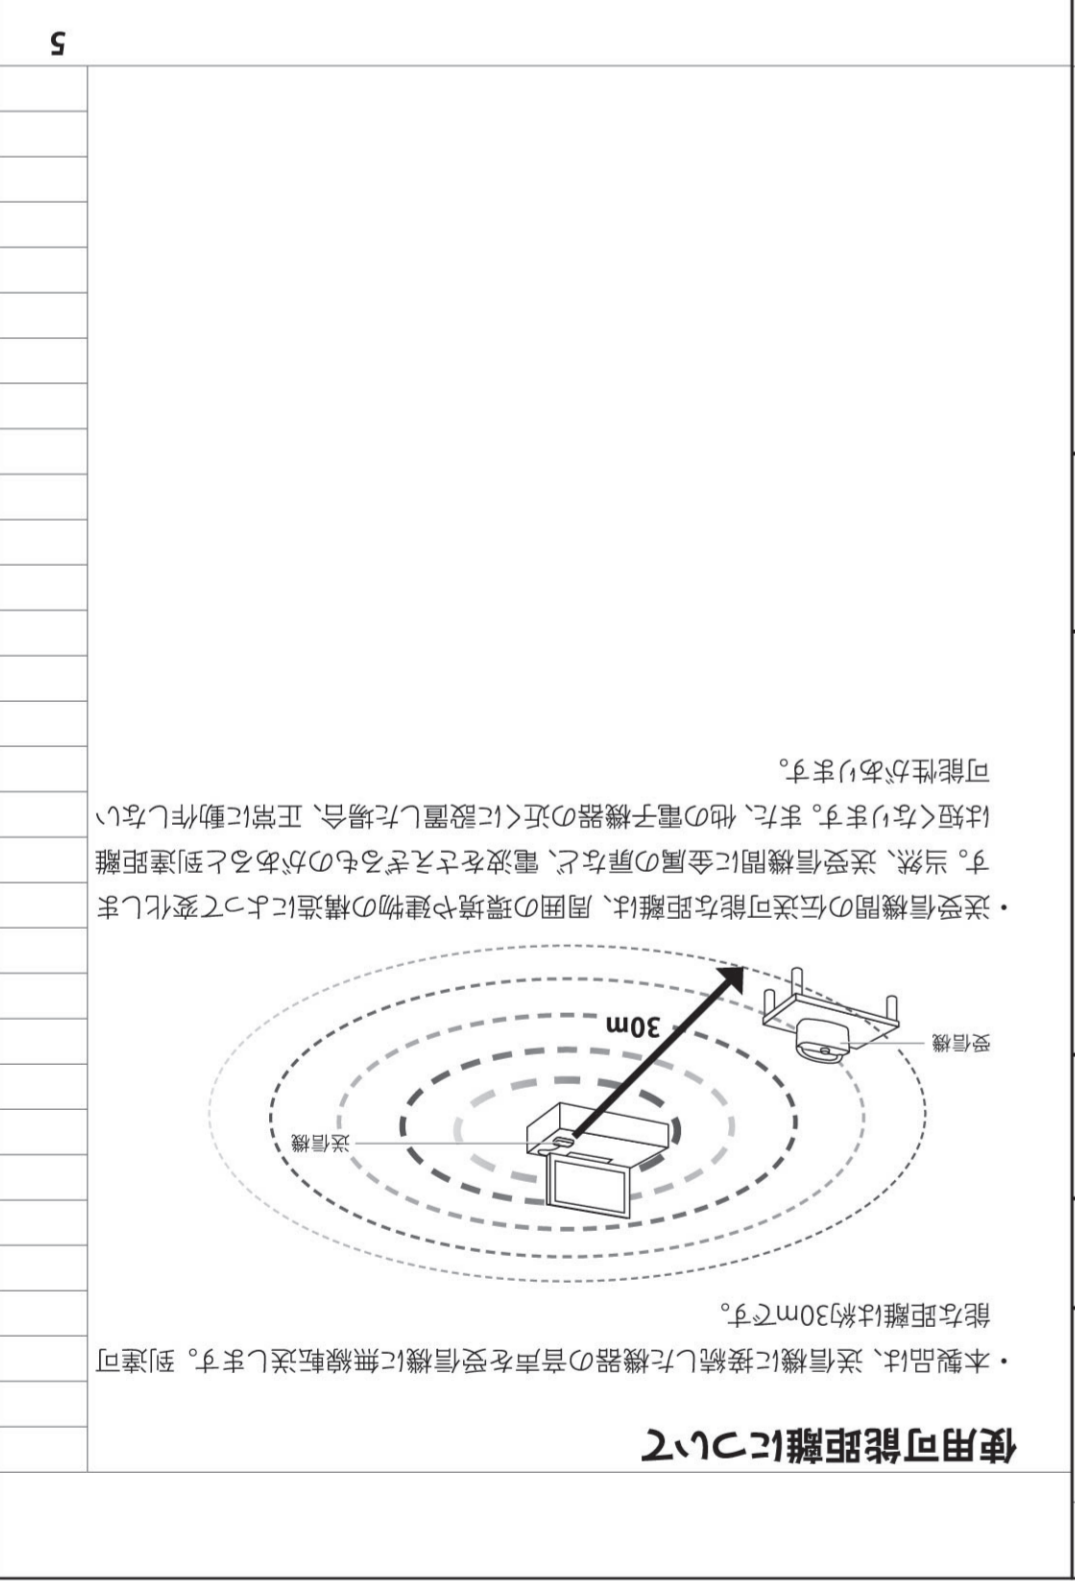 使用可能距離について
・本製品は、送信機に接続した機器の音声を受信機に無線転送します。到達可
能な距離は約30mです。
送信機
受信機
30m
・送受信機間の伝送可能な距離は、周囲の環境や建物の構造によって変化しま
す。当然、送受信機間に金属の扉など、電波をさえぎるものがあると到達距離
は短くなります。また、他の電子機器の近くに設置した場合、正常に動作しない
可能性があります。
5